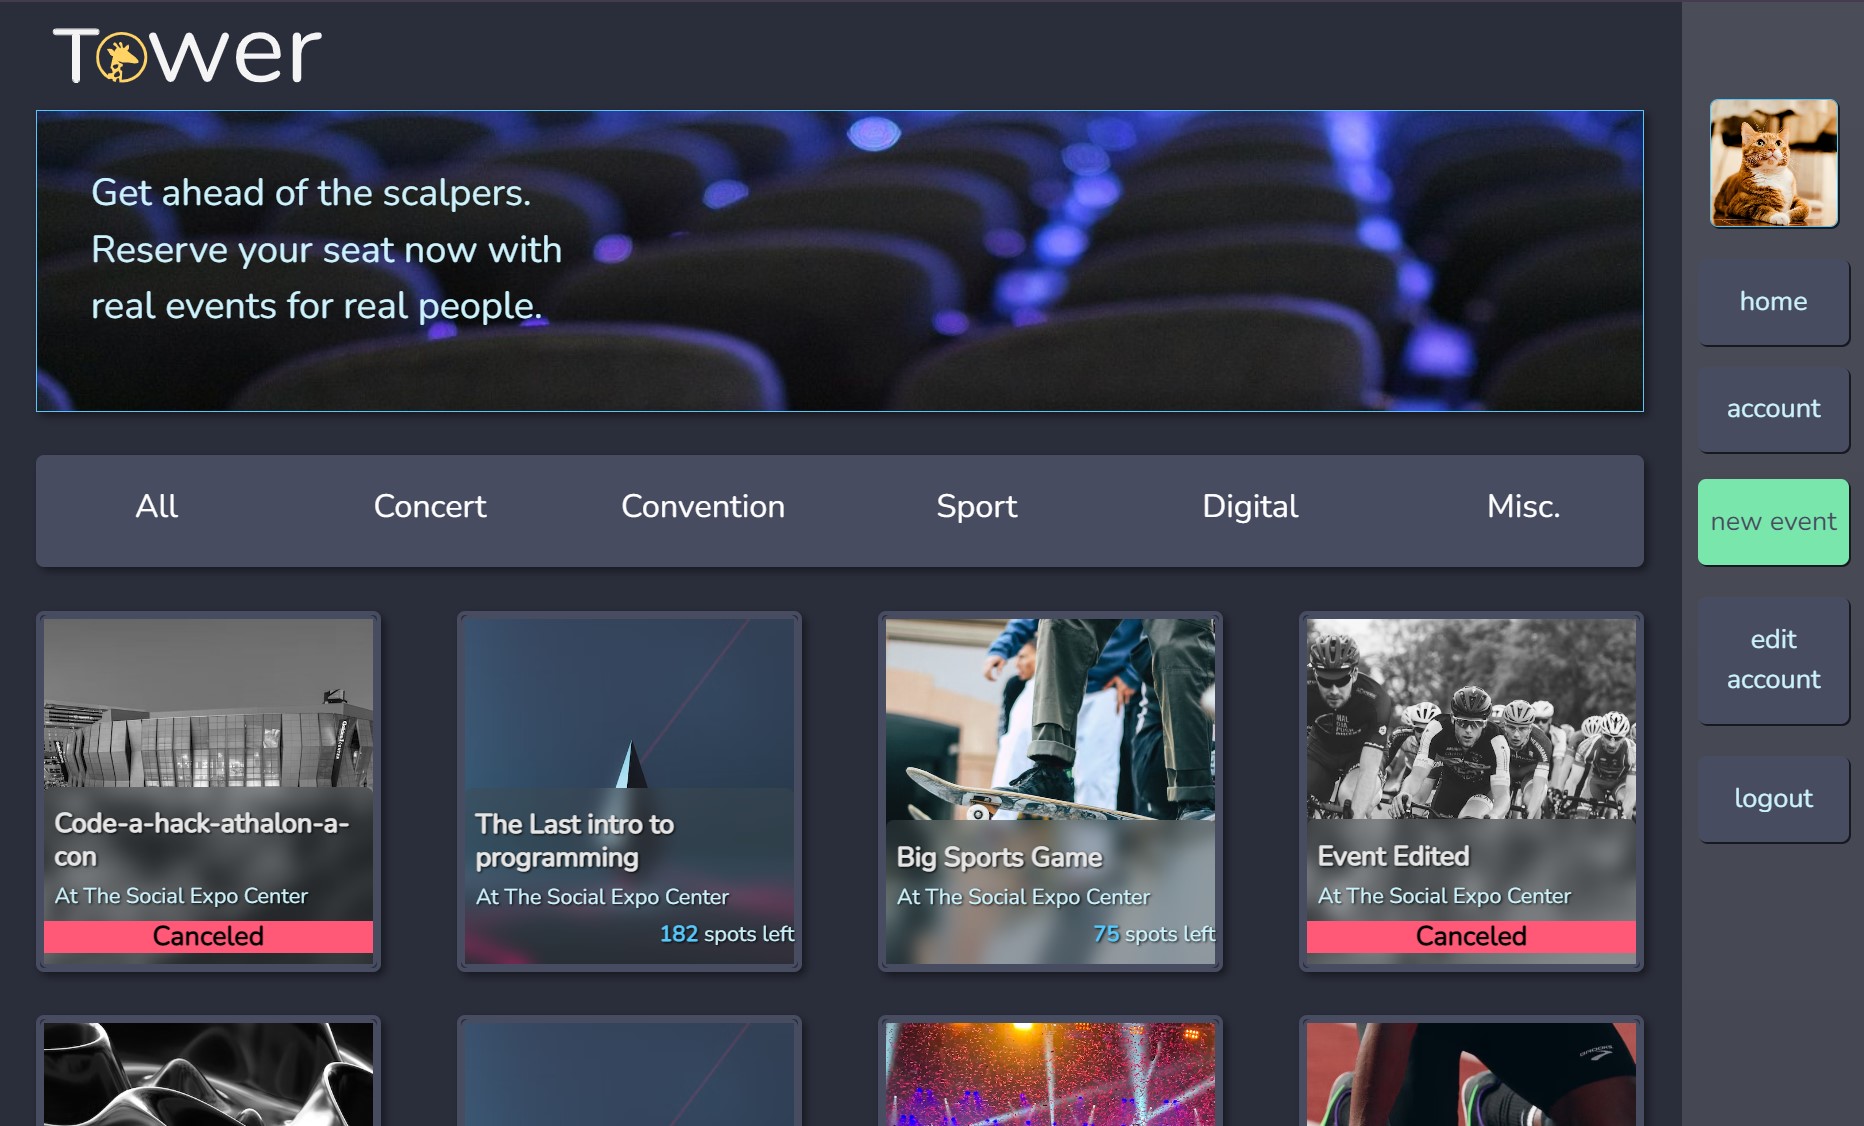 Tower
Get ahead of the scalpers.
Reserve your seat now with
real events for real people.
All
Concert
Convention
Sport
Digital
Misc.
Code-a-hack-athalon-a-
con
At The Social Expo Center
Canceled
The Last intro to
programming
At The Social Expo Center
182 spots left
Big Sports Game
At The Social Expo Center
75 spots left
Event Edited
At The Social Expo Center
Canceled
BROOKS
home
account
new event
edit
account
logout